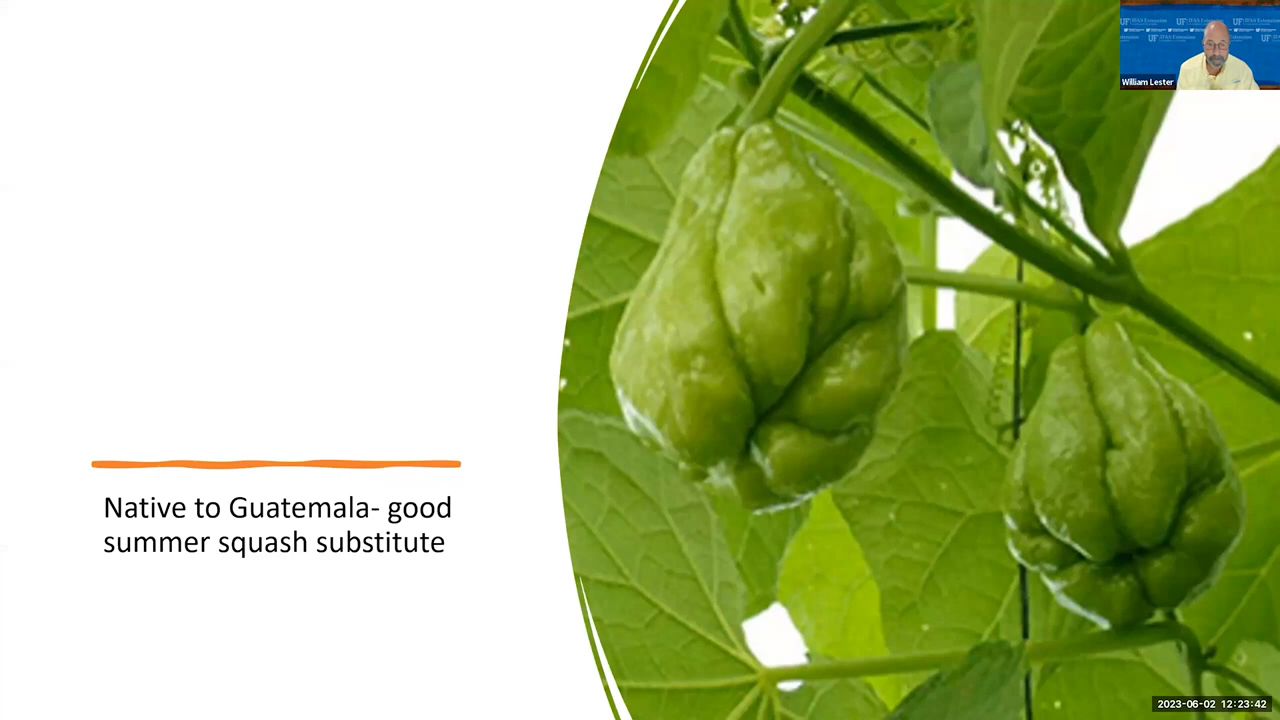 Native to Guatemala- good
summer squash substitute
William Lester
2023-06-02 12:23:42